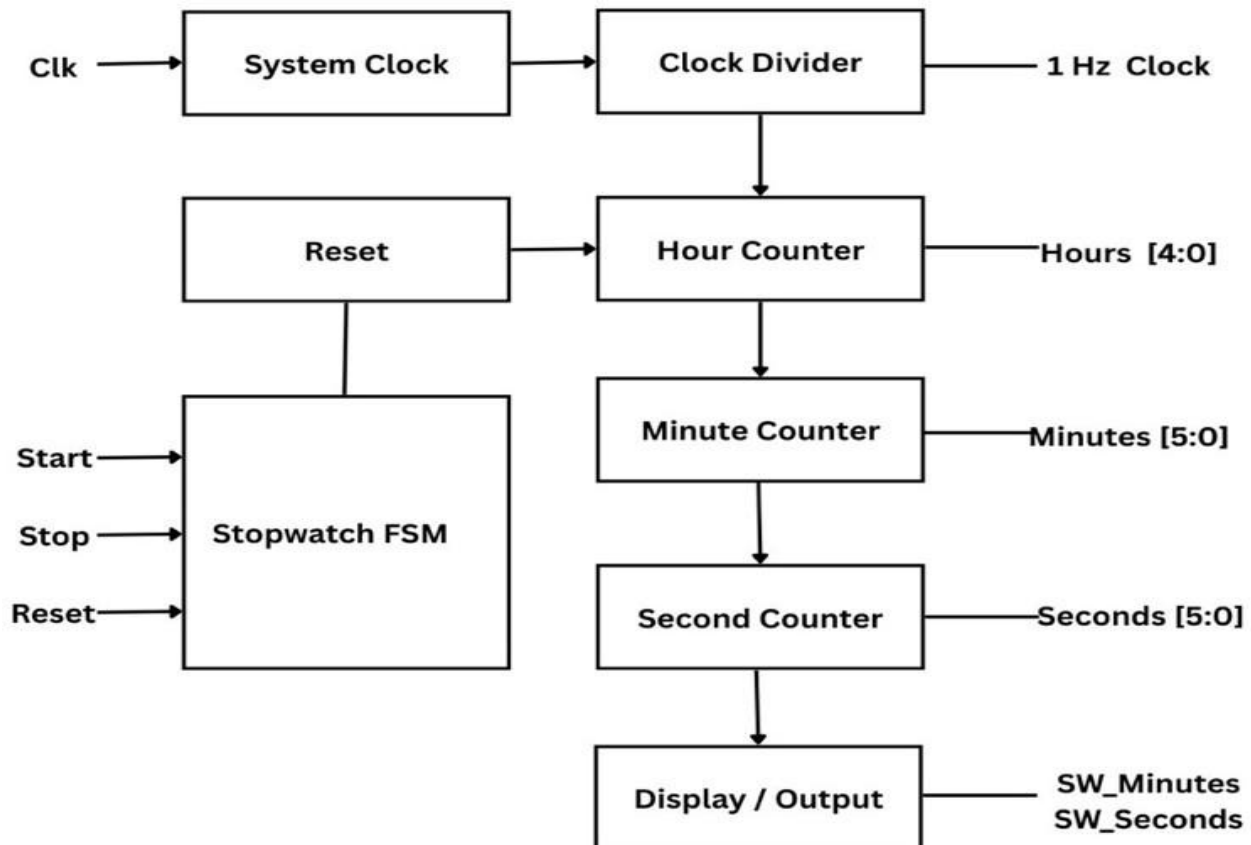 Clk
System Clock
Clock Divider
1 Hz Clock
Reset
Hour Counter
Hours [4:0]
Minute Counter
Minutes [5:0]
Start
Stop
Reset
Stopwatch FSM
Second Counter
Seconds [5:0]
Display / Output
SW_Minutes
SW_Seconds